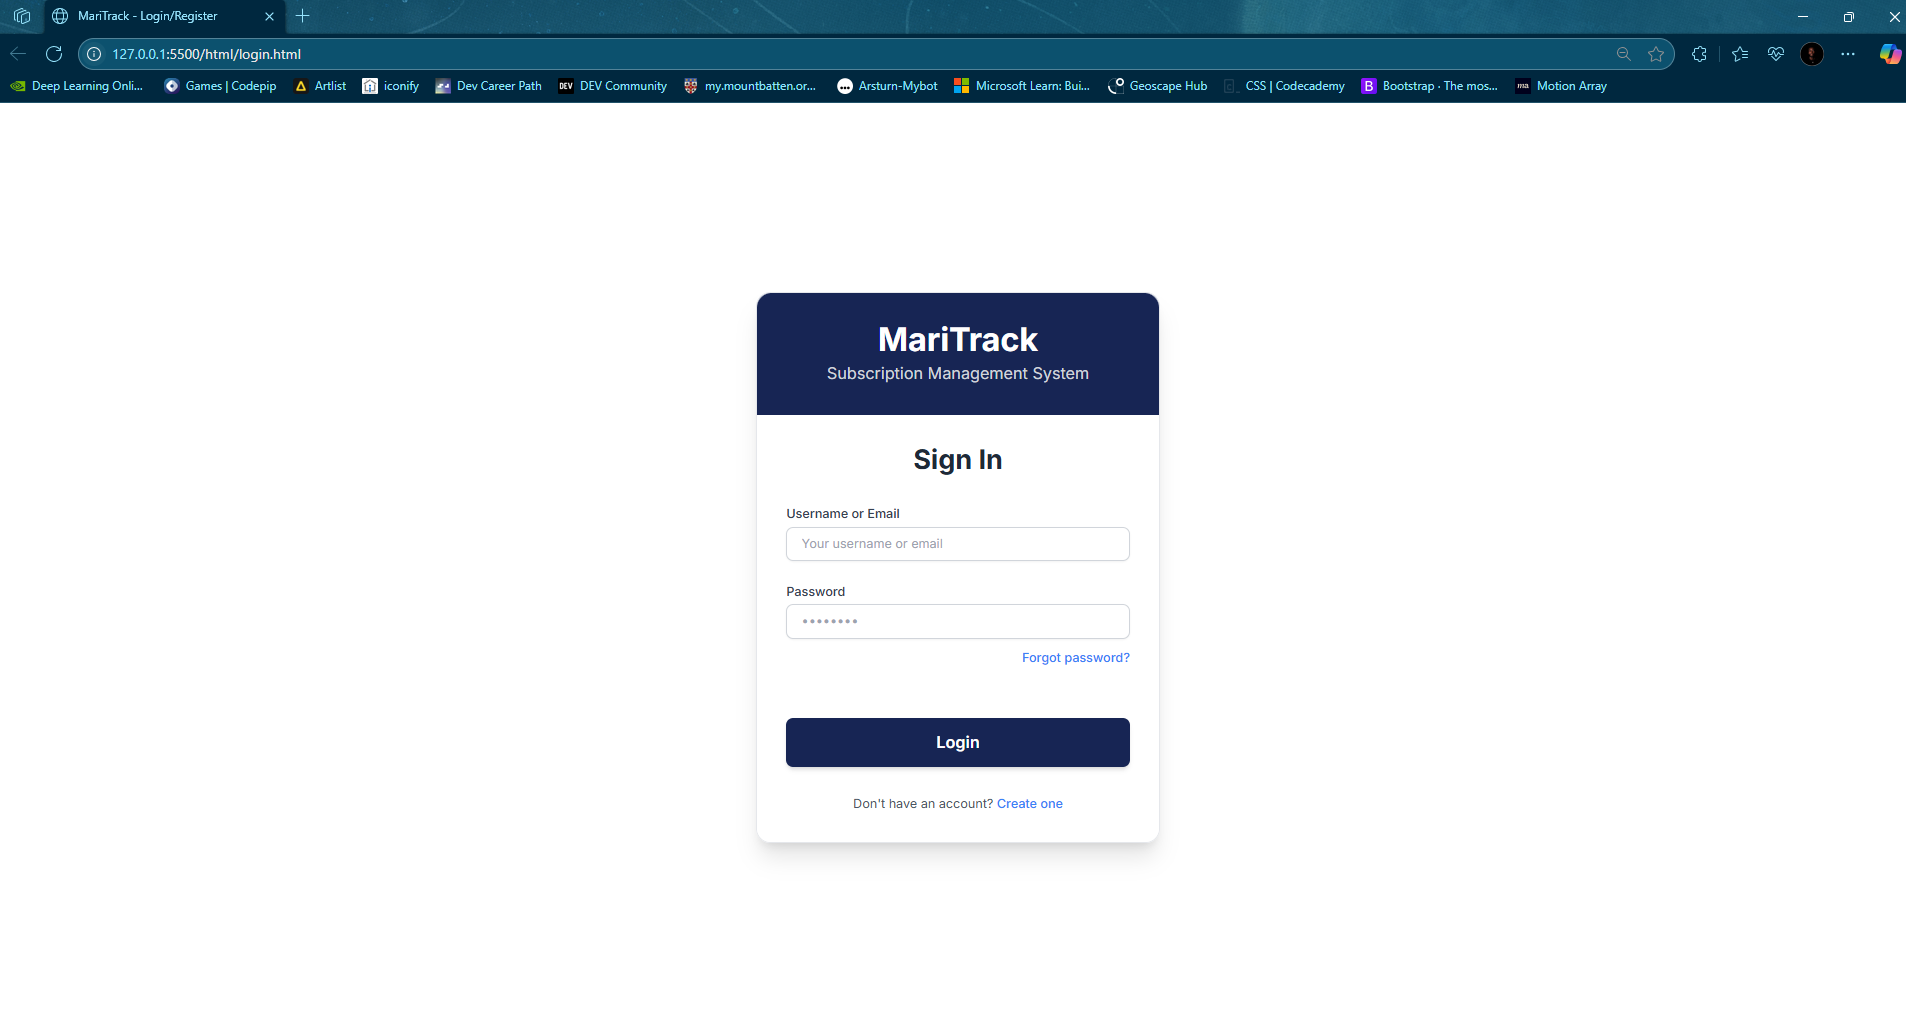 MariTrack - Login/Register
127.0.0.1:5500/html/login.html
Deep Learning Onli... Games | Codepip Artlist iconify Dev Career Path DEV DEV Community my.mountbatten.or... Arsturn-Mybot Microsoft Learn: Bui... Geoscape Hub CSS | Codecademy B Bootstrap · The mos... ma Motion Array
MariTrack
Subscription Management System
Sign In
Username or Email
Your username or email
Password
••••••••
Forgot password?
Login
Don't have an account? Create one